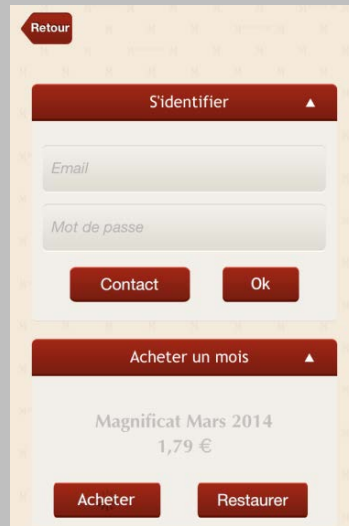 Retour
S'identifier ▲
Email
Mot de passe
Contact Ok
Acheter un mois ▲
Magnificat Mars 2014
1,79 €
Acheter Restaurer